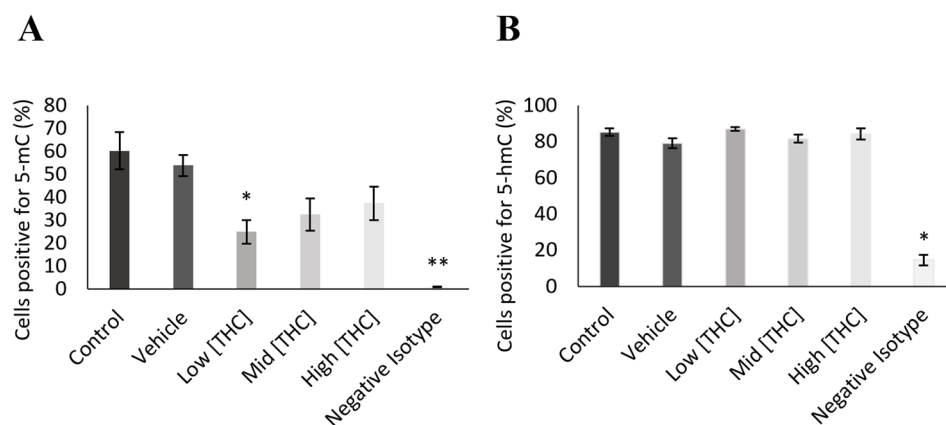 A
Cells positive for 5-mC (%)
80
70
60
50
40
30
20
10
0
*
**
Control
Vehicle
Low [THC]
Mid [THC]
High [THC]
Negative Isotype
B
Cells positive for 5-hmC (%)
100
80
60
40
20
0
*
Control
Vehicle
Low [THC]
Mid [THC]
High [THC]
Negative Isotype